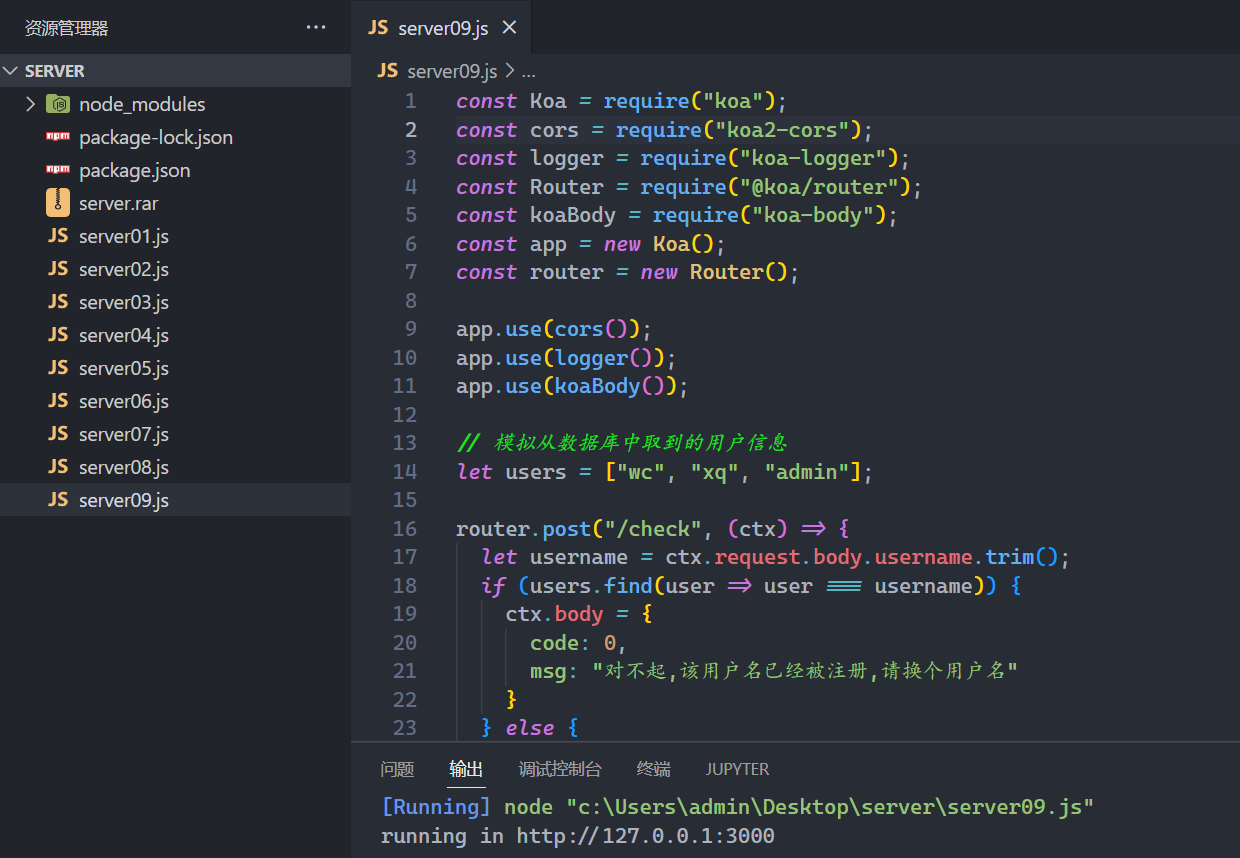 资源管理器
SERVER
node_modules
package-lock.json
package.json
server.rar
JS server01.js
JS server02.js
JS server03.js
JS server04.js
JS server05.js
JS server06.js
JS server07.js
JS server08.js
JS server09.js
JS server09.js
JS server09.js > ...
1 const Koa = require("koa");
2 const cors = require("koa2-cors");
3 const logger = require("koa-logger");
4 const Router = require("@koa/router");
5 const koaBody = require("koa-body");
6 const app = new Koa();
7 const router = new Router();
8
9 app.use(cors());
10 app.use(logger());
11 app.use(koaBody());
12
13 // 模拟从数据库中取到的用户信息
14 let users = ["wc", "xq", "admin"];
15
16 router.post("/check", (ctx) => {
17 let username = ctx.request.body.username.trim();
18 if (users.find(user => user === username)) {
19 ctx.body = {
20 code: 0,
21 msg: "对不起,该用户名已经被注册,请换个用户名"
22 }
23 } else {
问题 输出 调试控制台 终端 JUPYTER
[Running] node "c:\Users\admin\Desktop\server\server09.js"
running in http://127.0.0.1:3000